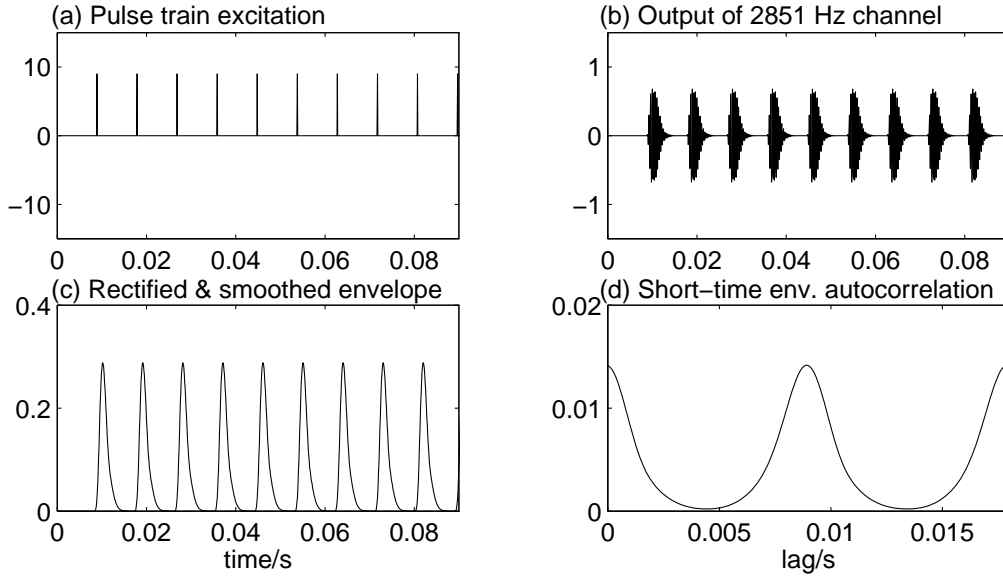 (a) Pulse train excitation
10
0
−10
0 0.02 0.04 0.06 0.08
(b) Output of 2851 Hz channel
1
0
−1
0 0.02 0.04 0.06 0.08
(c) Rectified & smoothed envelope
0.4
0.2
0
0 0.02 0.04 0.06 0.08
time/s
(d) Short−time env. autocorrelation
0.02
0.01
0
0 0.005 0.01 0.015
lag/s